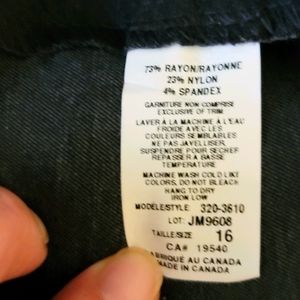 73% RAYON/RAYONNE
23% NYLON
4% SPANDEX
GARNITURE NON COMPRISE
EXCLUSIVE OF TRIM
LAVER À LA MACHINE À L'EAU
FROIDE AVEC LES
COULEURS SEMBLABLES
NE PAS JAVELLISER,
SUSPENDRE POUR SECHER
REPASSER A BASSE
TEMPERATURE
MACHINE WASH COLD LIKE
COLORS, DO NOT BLEACH
HANG TO DRY
IRON LOW
MODELE/STYLE: 320-3610
LOT: JM9608
TAILLE/SIZE: 16
CA# 19540
FABRIQUE AU CANADA
MADE IN CANADA